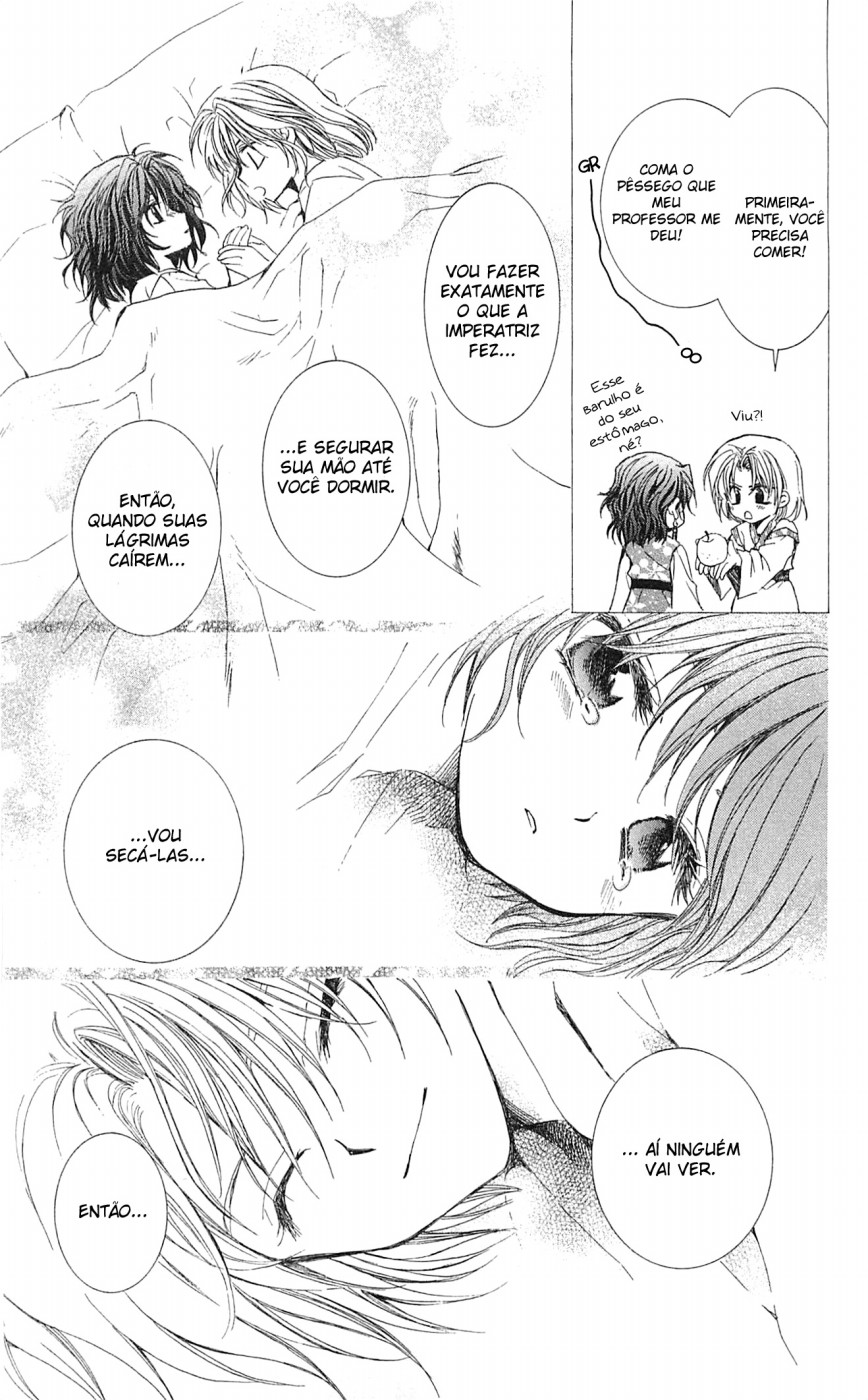 PRIMEIRA-
MENTE, VOCÊ
PRECISA
COMER!
COMA O
PÊSSEGO QUE
MEU
PROFESSOR ME
DEU!
GR
Viu?!
Esse
Barulho é
do seu
estômago,
né?
VOU FAZER
EXATAMENTE
O QUE A
IMPERATRIZ
FEZ...
...E SEGURAR
SUA MÃO ATÉ
VOCÊ DORMIR.
ENTÃO,
QUANDO SUAS
LÁGRIMAS
CAÍREM...
...VOU
SECÁ-LAS...
... AÍ NINGUÉM
VAI VER.
ENTÃO...